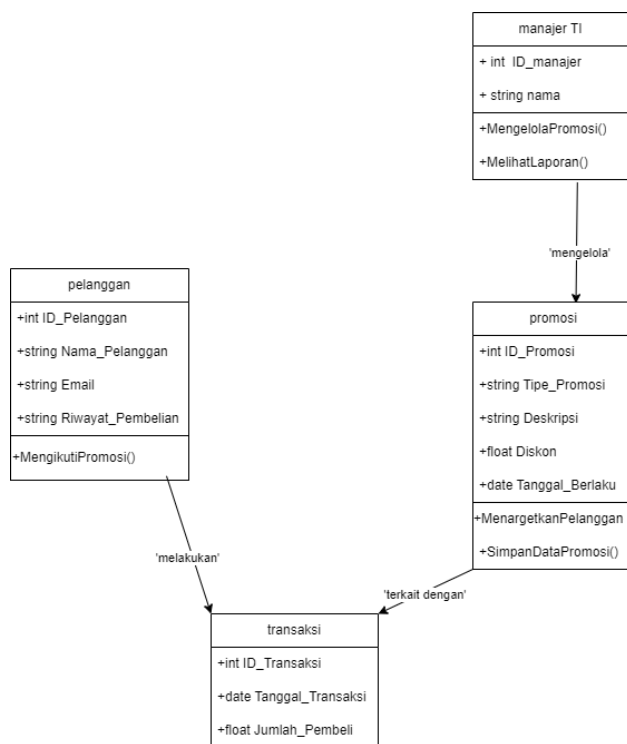 manajer TI
+ int ID_manajer
+ string nama
+MengelolaPromosi()
+MelihatLaporan()
'mengelola'
pelanggan
+int ID_Pelanggan
+string Nama_Pelanggan
+string Email
+string Riwayat_Pembelian
+MengikutiPromosi()
promosi
+int ID_Promosi
+string Tipe_Promosi
+string Deskripsi
+float Diskon
+date Tanggal_Berlaku
+MenargetkanPelanggan
+SimpanDataPromosi()
'melakukan'
'terkait dengan'
transaksi
+int ID_Transaksi
+date Tanggal_Transaksi
+float Jumlah_Pembeli